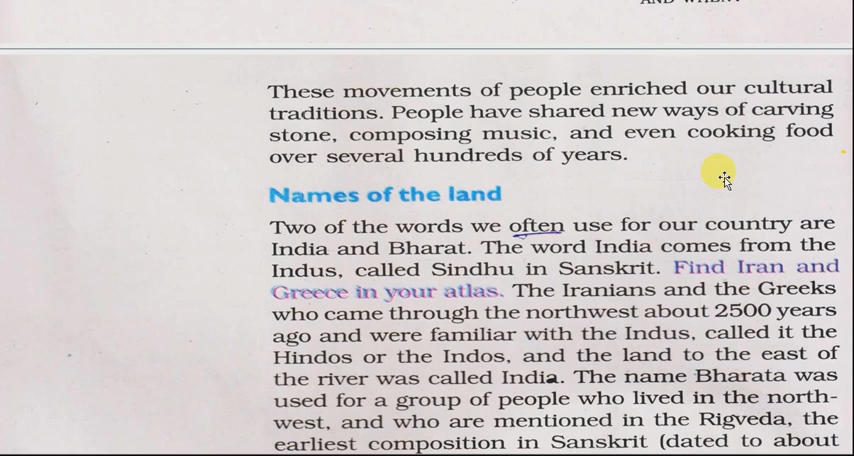 These movements of people enriched our cultural
traditions. People have shared new ways of carving
stone, composing music, and even cooking food
over several hundreds of years.
Names of the land
Two of the words we often use for our country are
India and Bharat. The word India comes from the
Indus, called Sindhu in Sanskrit. Find Iran and
Greece in your atlas. The Iranians and the Greeks
who came through the northwest about 2500 years
ago and were familiar with the Indus, called it the
Hindos or the Indos, and the land to the east of
the river was called India. The name Bharata was
used for a group of people who lived in the north-
west, and who are mentioned in the Rigveda, the
earliest composition in Sanskrit (dated to about